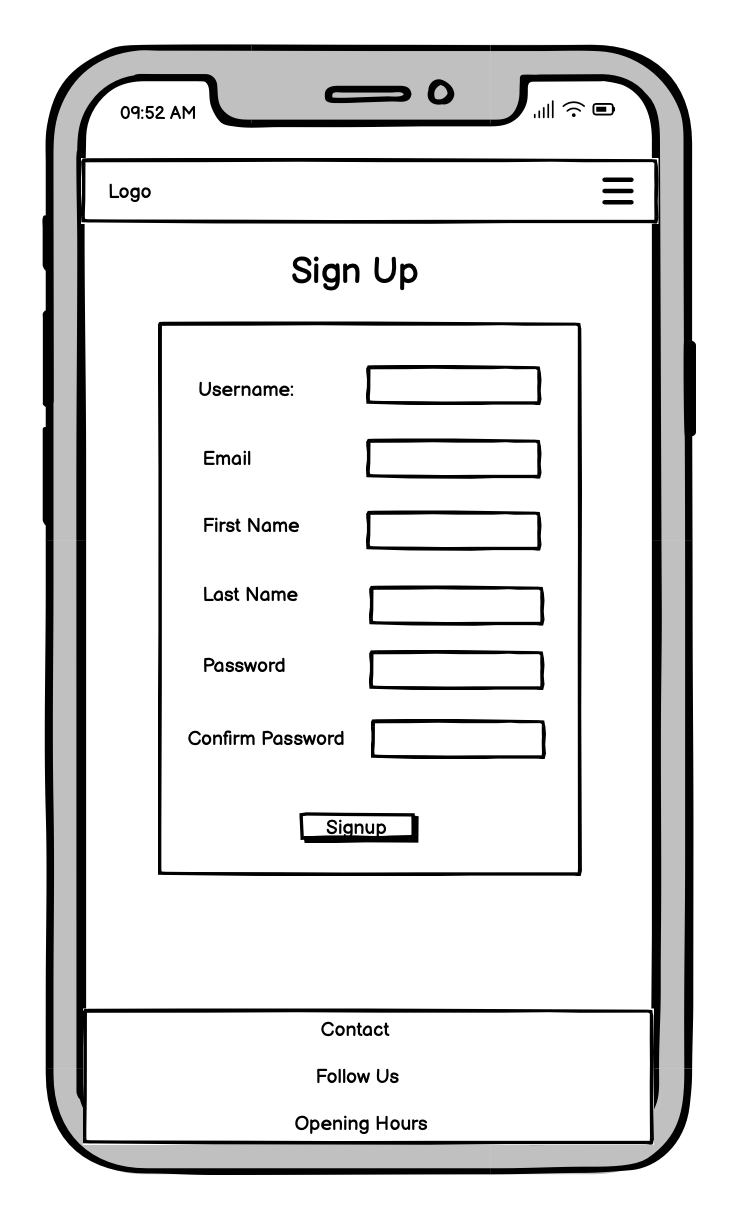 09:52 AM
Logo
Sign Up
Username:
Email
First Name
Last Name
Password
Confirm Password
Signup
Contact
Follow Us
Opening Hours